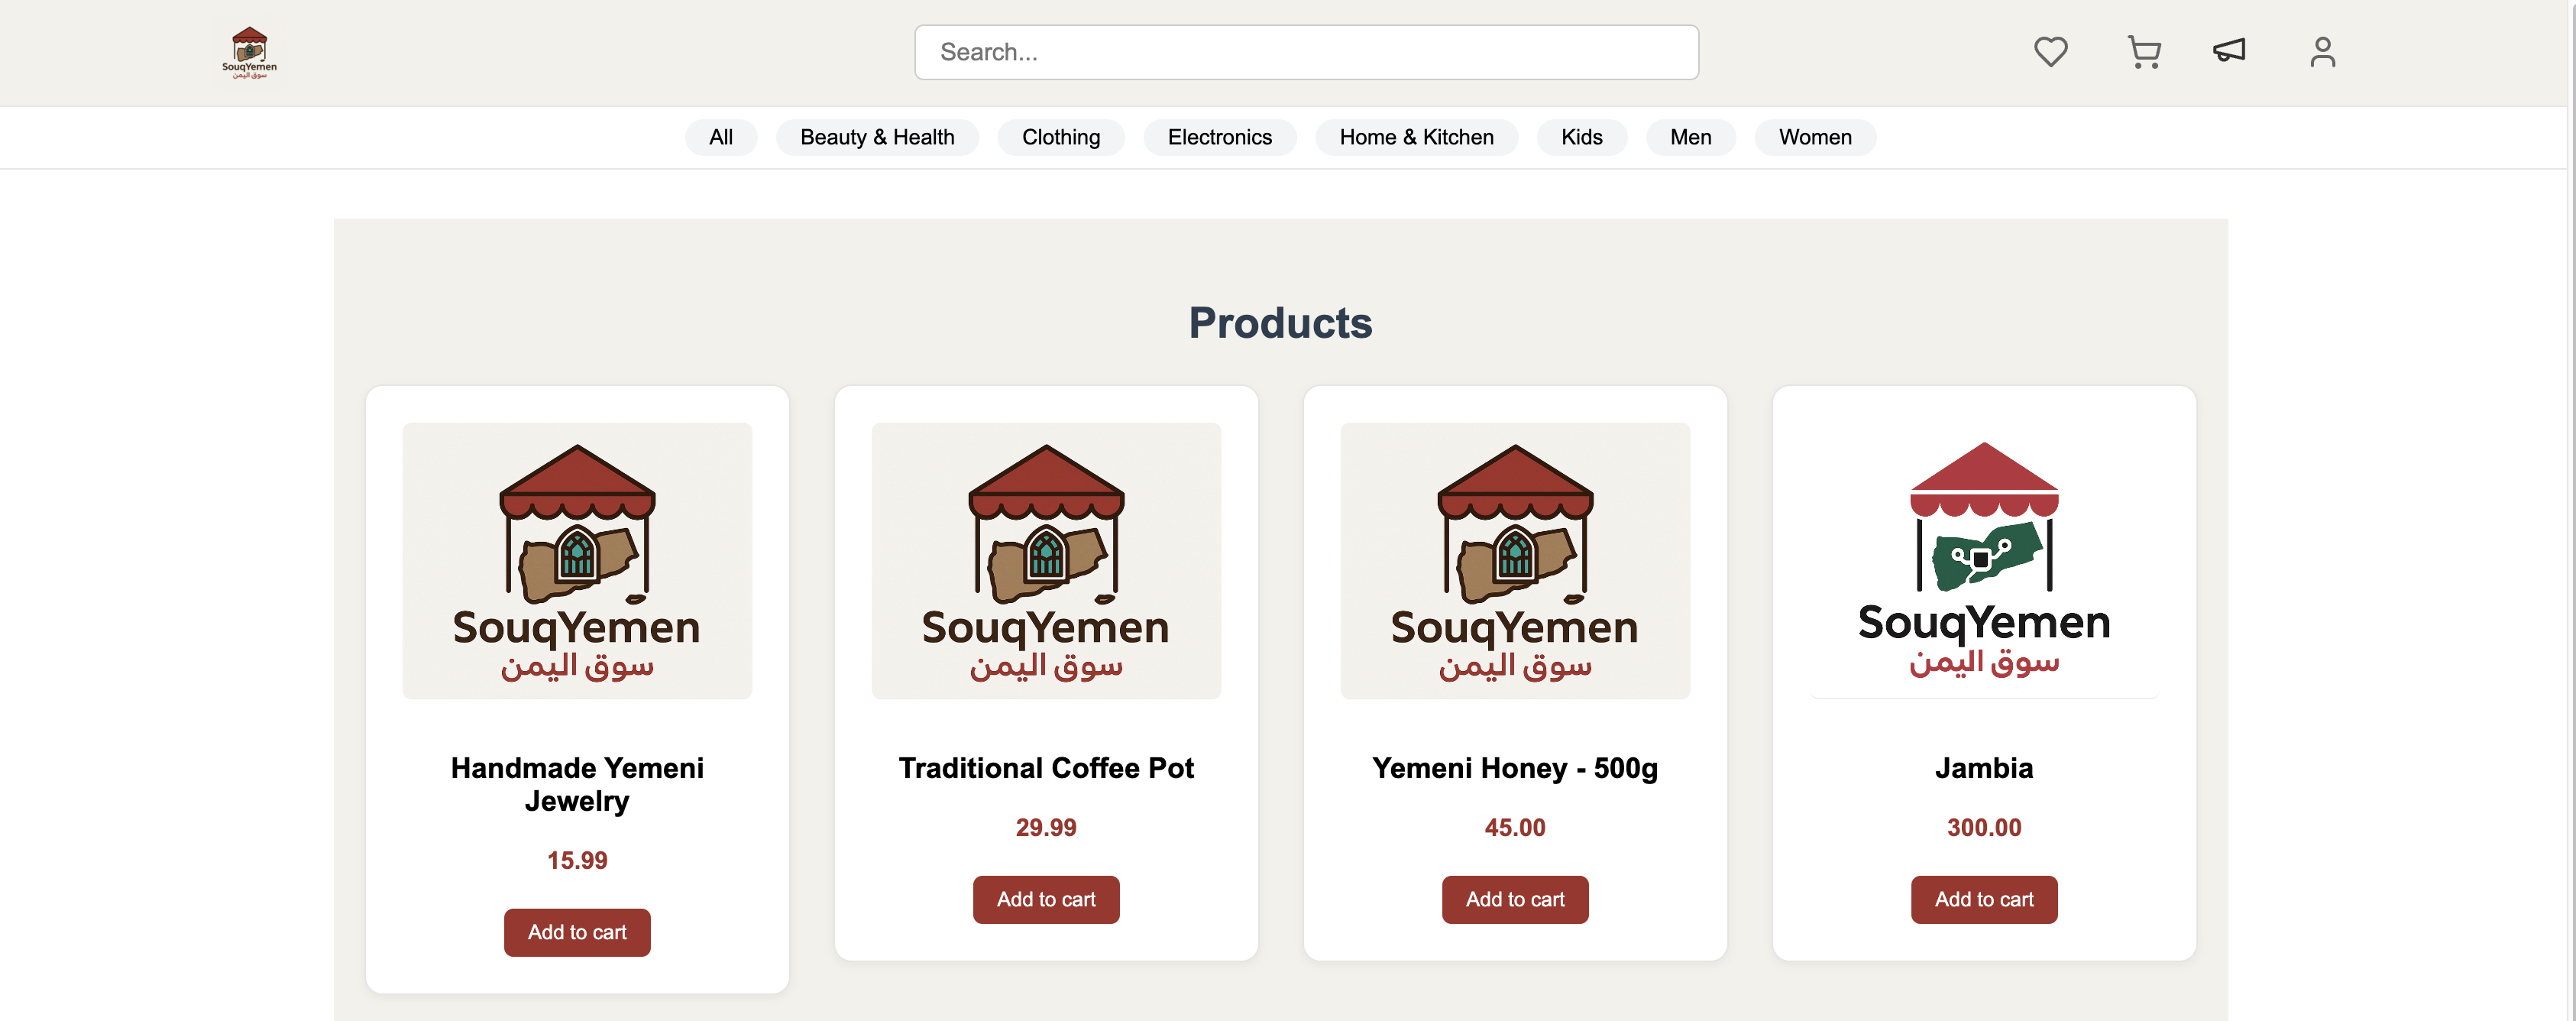 SouqYemen
سوق اليمن
Search...
All
Beauty & Health
Clothing
Electronics
Home & Kitchen
Kids
Men
Women
Products
SouqYemen
سوق اليمن
Handmade Yemeni
Jewelry
15.99
Add to cart
SouqYemen
سوق اليمن
Traditional Coffee Pot
29.99
Add to cart
SouqYemen
سوق اليمن
Yemeni Honey - 500g
45.00
Add to cart
SouqYemen
سوق اليمن
Jambia
300.00
Add to cart